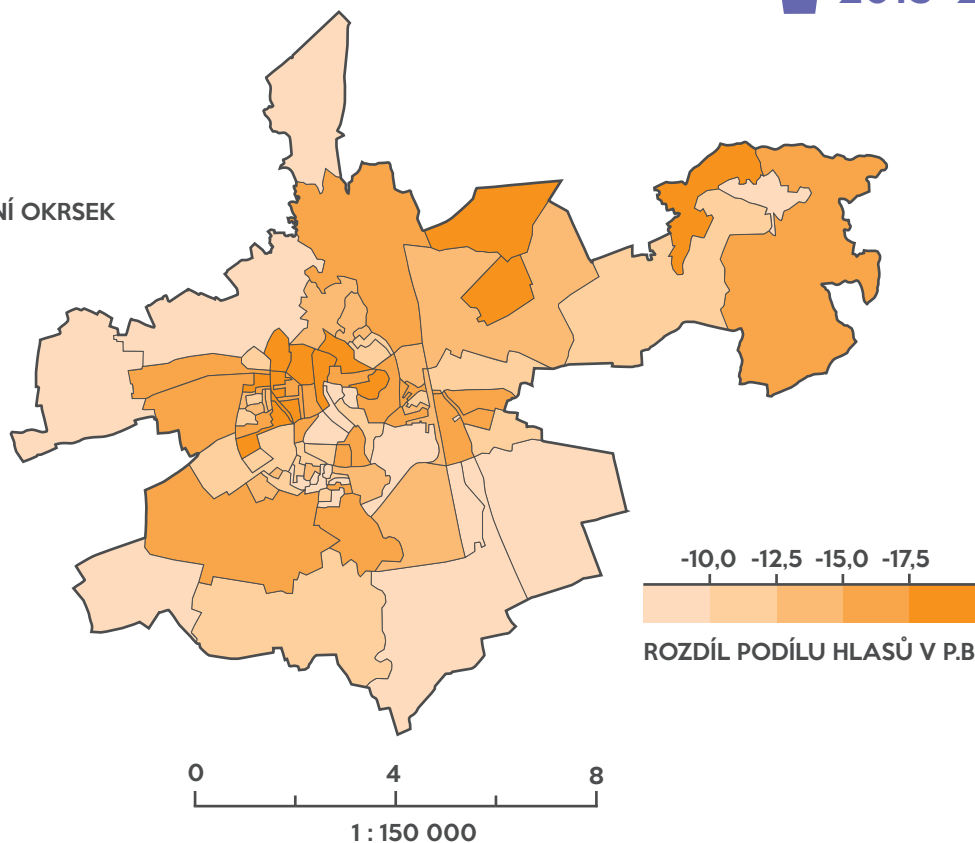 NÍ OKRSEK
-10,0 -12,5 -15,0 -17,5
ROZDÍL PODÍLU HLASŮ V P.B
0 4 8
1 : 150 000